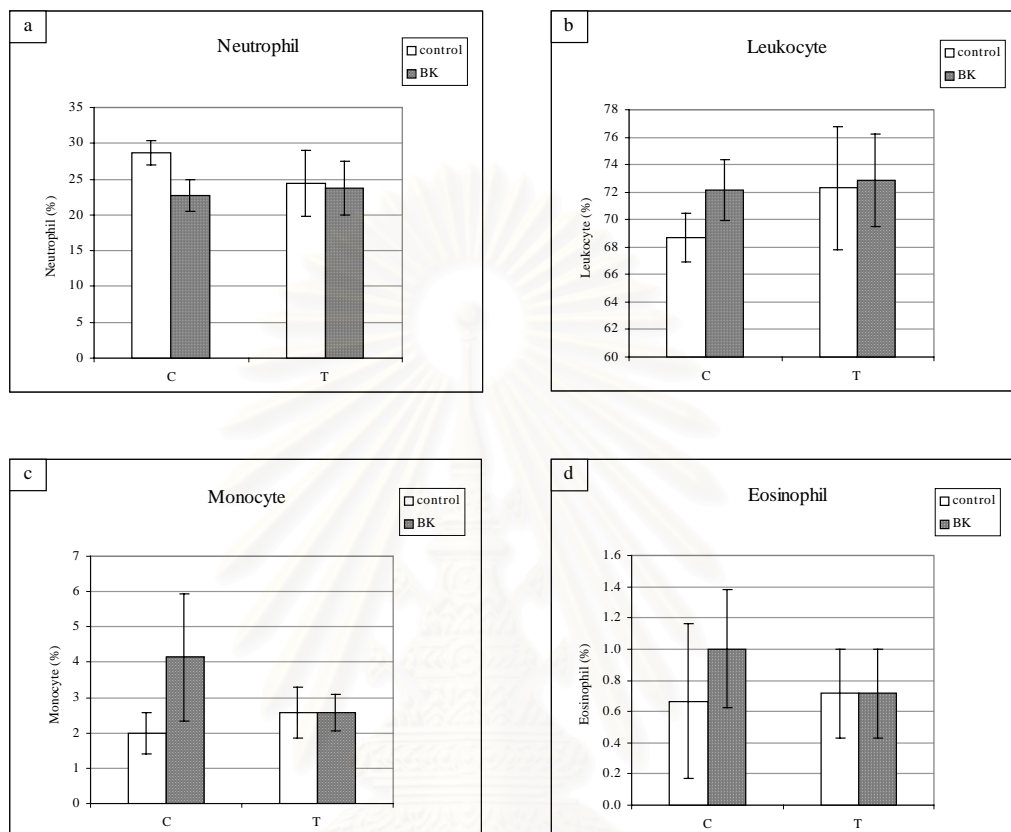 a
Neutrophil
control
BK
35
30
25
20
15
10
5
0
Neutrophil (%)
C T
b
Leukocyte
control
BK
78
76
74
72
70
68
66
64
62
60
Leukocyte (%)
C T
c
Monocyte
control
BK
7
6
5
4
3
2
1
0
Monocyte (%)
C T
d
Eosinophil
control
BK
1.6
1.4
1.2
1.0
0.8
0.6
0.4
0.2
0.0
Eosinophil (%)
C T